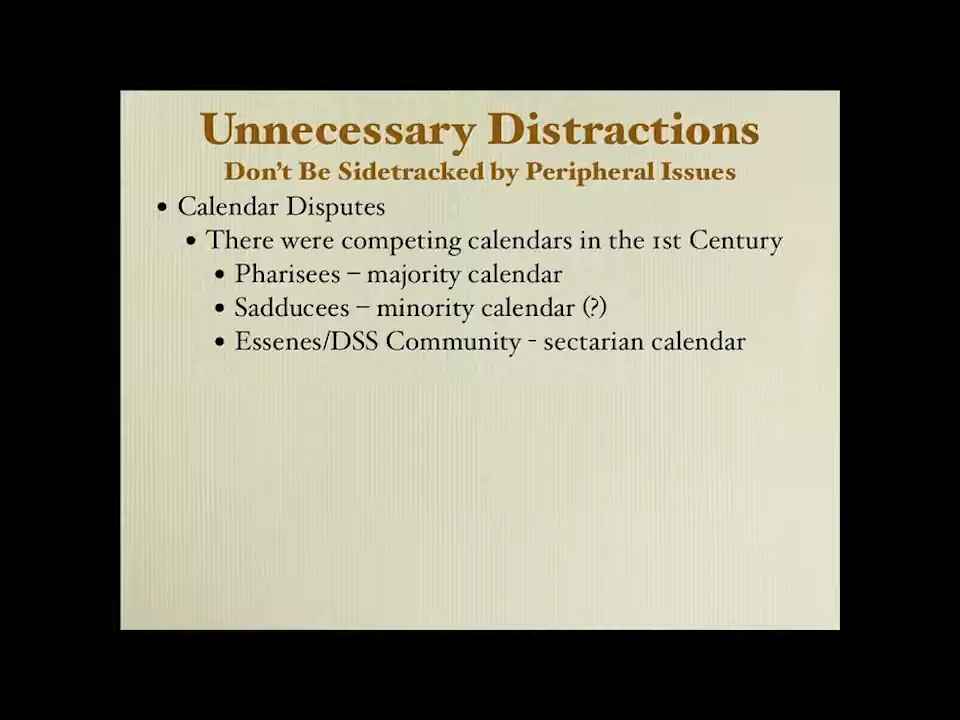 Unnecessary Distractions
Don't Be Sidetracked by Peripheral Issues
• Calendar Disputes
• There were competing calendars in the 1st Century
• Pharisees – majority calendar
• Sadducees – minority calendar (?)
• Essenes/DSS Community - sectarian calendar